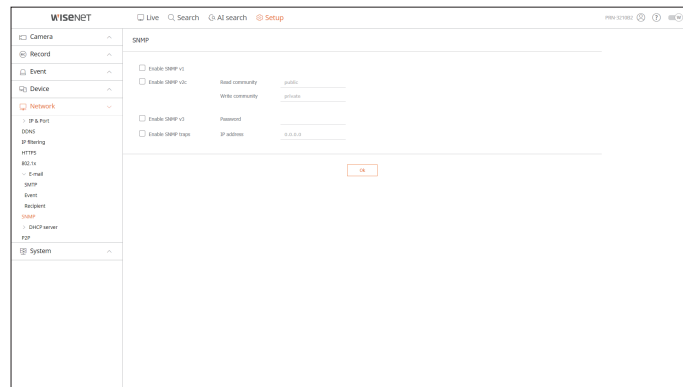 WISENET Live Search AI search Setup PRN-3210B2 ? W
Camera
Record
Event
Device
Network
> IP & Port
DDNS
IP filtering
HTTPS
802.1x
E-mail
SMTP
Event
Recipient
SNMP
> DHCP server
P2P
System
SNMP
Enable SNMP v1
Enable SNMP v2c Read community public
Write community private
Enable SNMP v3 Password
Enable SNMP traps IP address 0.0.0.0
Ok